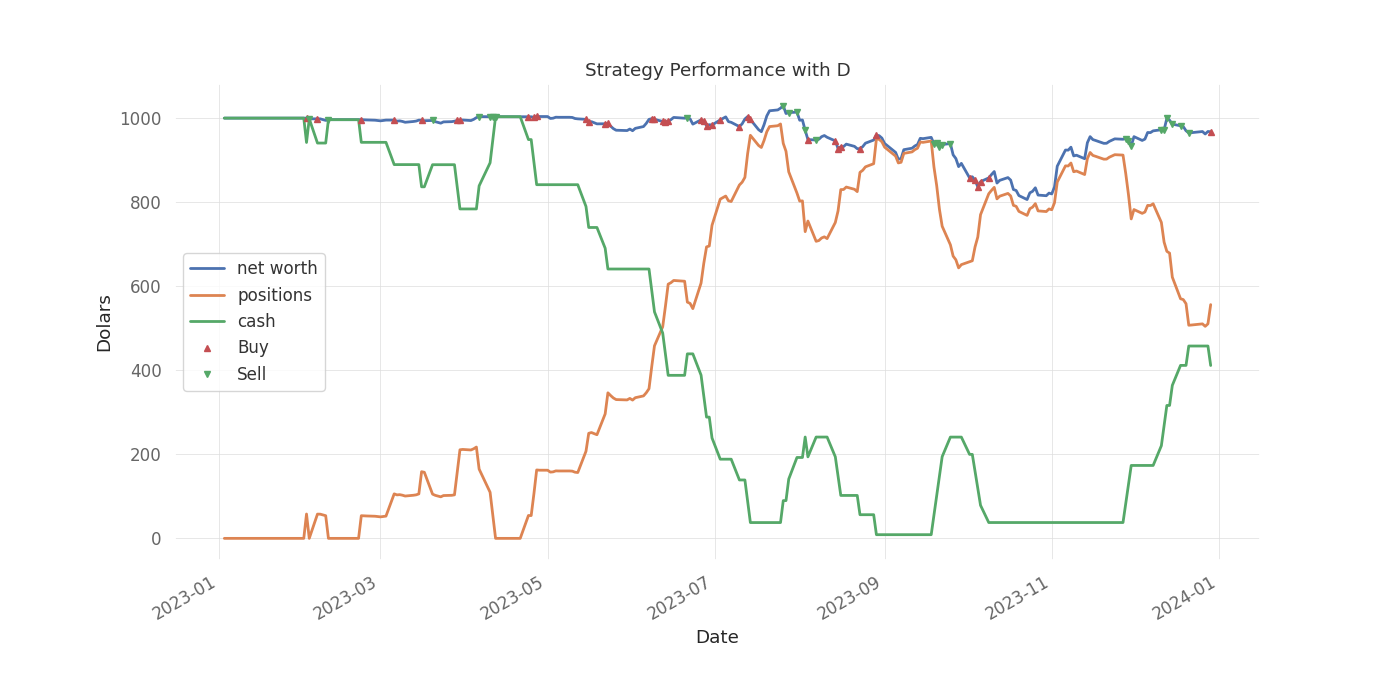 Strategy Performance with D
1000
800
600
400
200
0
Dolars
net worth
positions
cash
Buy
Sell
2023-01
2023-03
2023-05
2023-07
2023-09
2023-11
2024-01
Date